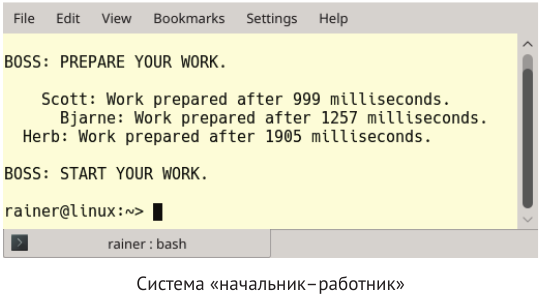 File Edit View Bookmarks Settings Help
BOSS: PREPARE YOUR WORK.
Scott: Work prepared after 999 milliseconds.
Bjarne: Work prepared after 1257 milliseconds.
Herb: Work prepared after 1905 milliseconds.
BOSS: START YOUR WORK.
rainer@linux:~>
rainer : bash
Система «начальник–работник»